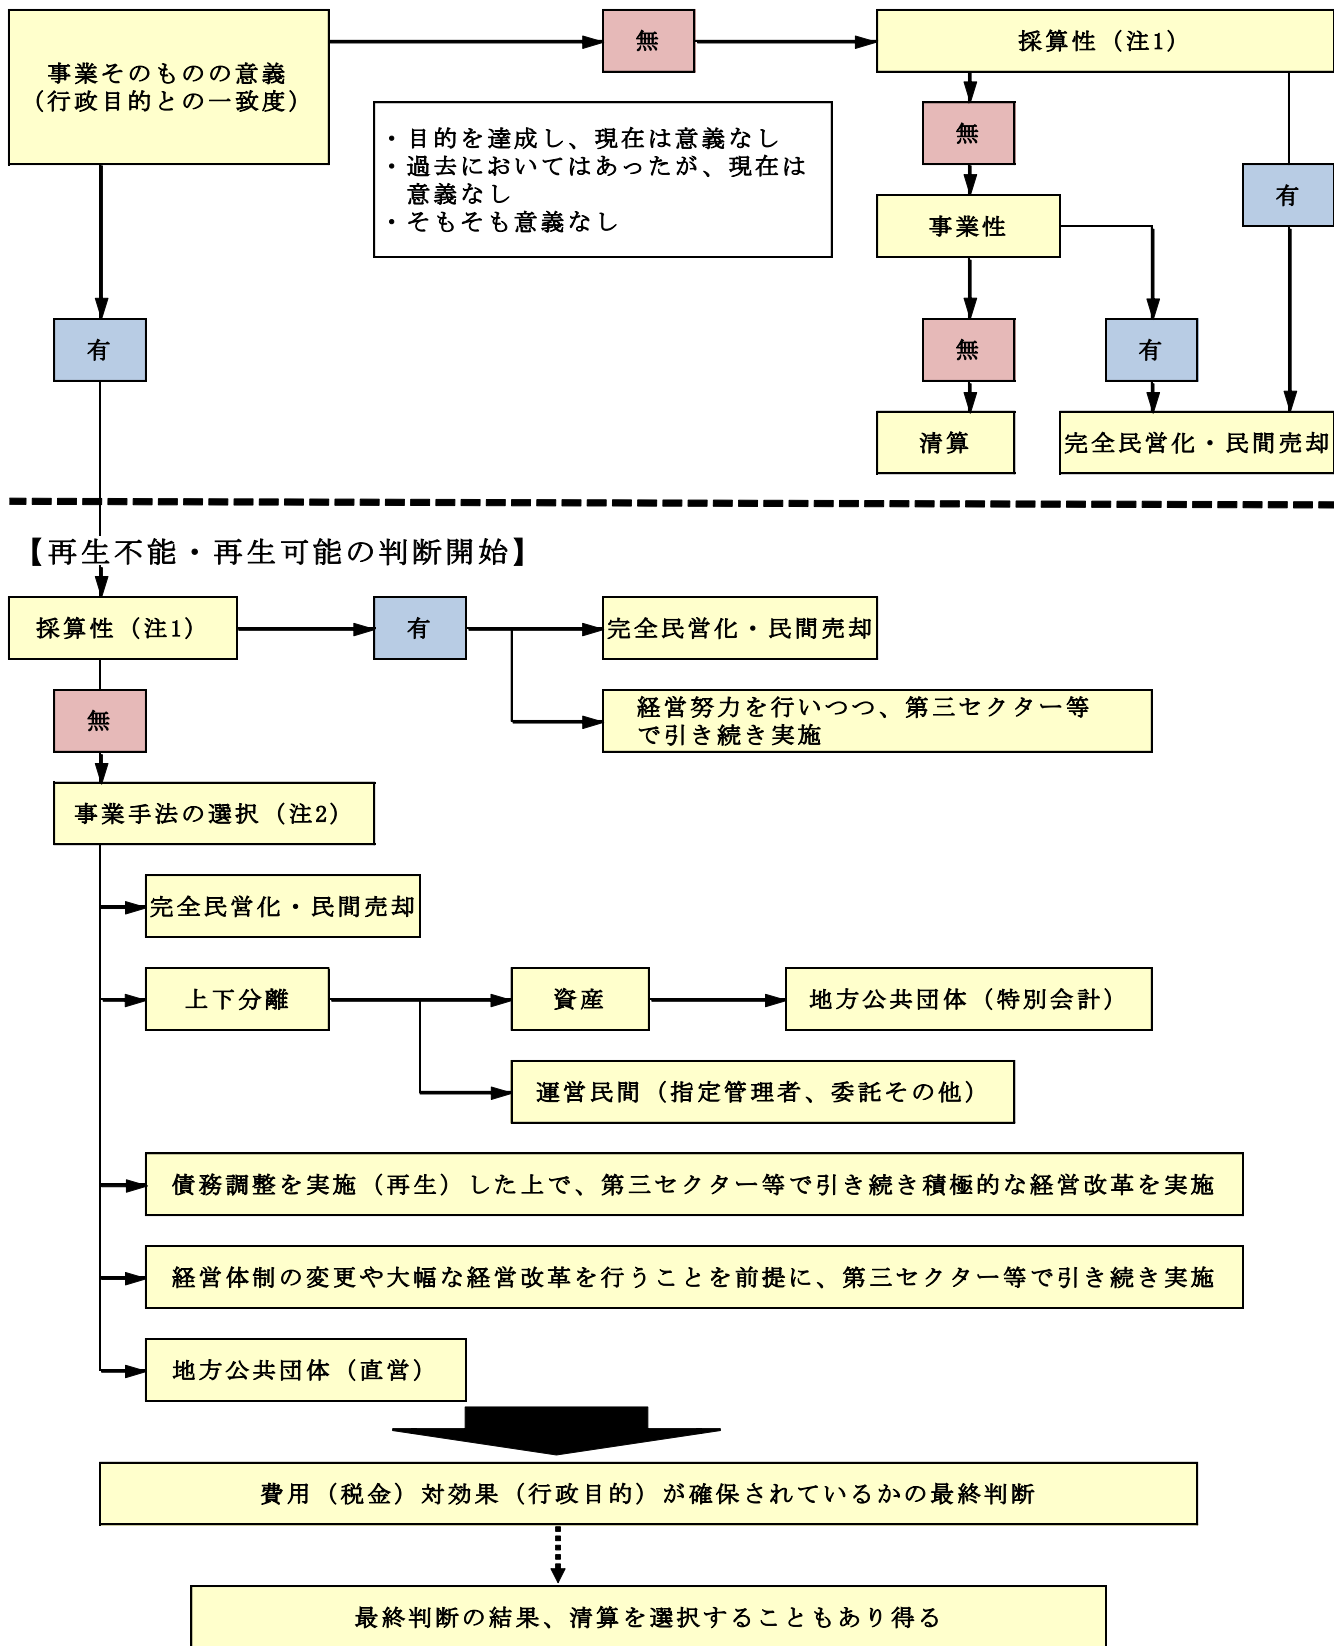 事業そのものの意義
（行政目的との一致度）
無
採算性（注1）
・目的を達成し、現在は意義なし
・過去においてはあったが、現在は
意義なし
・そもそも意義なし
無
有
事業性
有
無
有
清算
完全民営化・民間売却
【再生不能・再生可能の判断開始】
採算性（注1）
有
完全民営化・民間売却
無
経営努力を行いつつ、第三セクター等
で引き続き実施
事業手法の選択（注2）
完全民営化・民間売却
上下分離
資産
地方公共団体（特別会計）
運営民間（指定管理者、委託その他）
債務調整を実施（再生）した上で、第三セクター等で引き続き積極的な経営改革を実施
経営体制の変更や大幅な経営改革を行うことを前提に、第三セクター等で引き続き実施
地方公共団体（直営）
費用（税金）対効果（行政目的）が確保されているかの最終判断
最終判断の結果、清算を選択することもあり得る